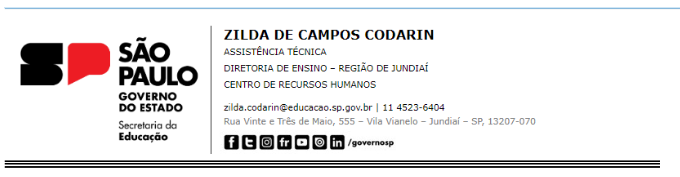 SP
SÃO
PAULO
GOVERNO
DO ESTADO
Secretaria da
Educação
ZILDA DE CAMPOS CODARIN
ASSISTÊNCIA TÉCNICA
DIRETORIA DE ENSINO – REGIÃO DE JUNDIAÍ
CENTRO DE RECURSOS HUMANOS
zilda.codarin@educacao.sp.gov.br | 11 4523-6404
Rua Vinte e Três de Maio, 555 – Vila Vianelo – Jundiaí – SP, 13207-070
/governosp